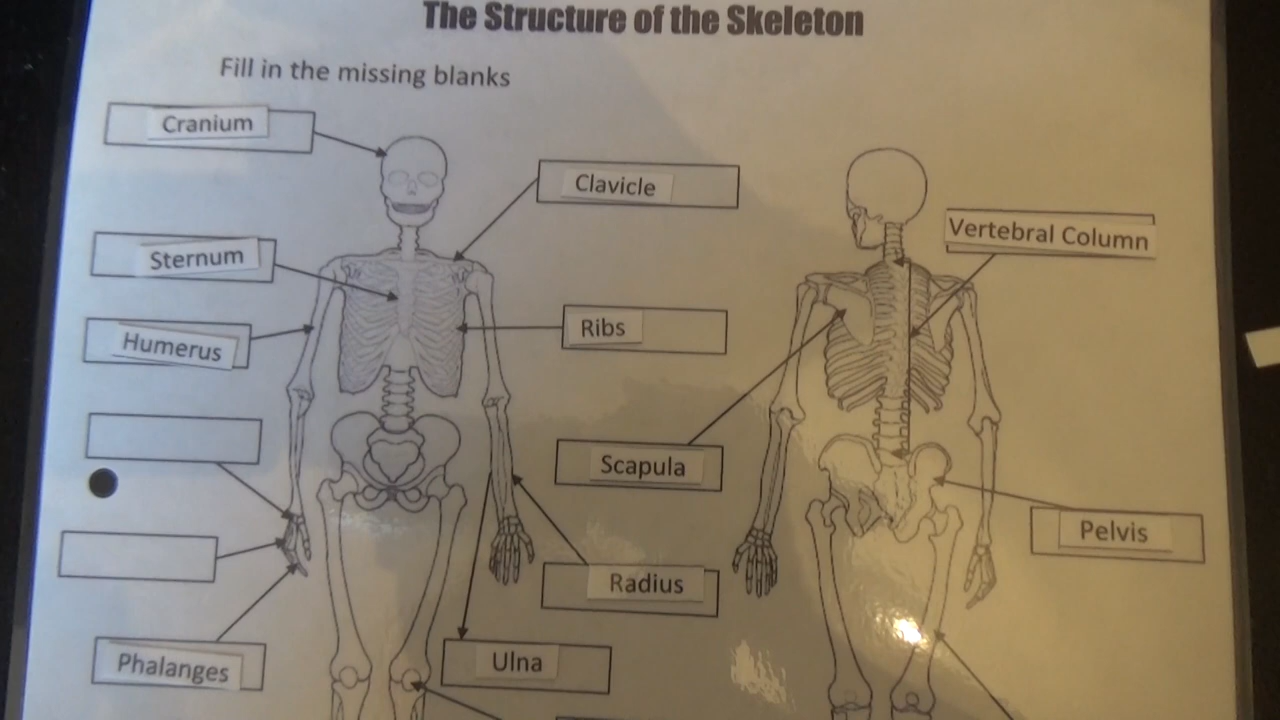 The Structure of the Skeleton
Fill in the missing blanks
Cranium
Clavicle
Sternum
Vertebral Column
Humerus
Ribs
Scapula
Pelvis
Radius
Phalanges
Ulna